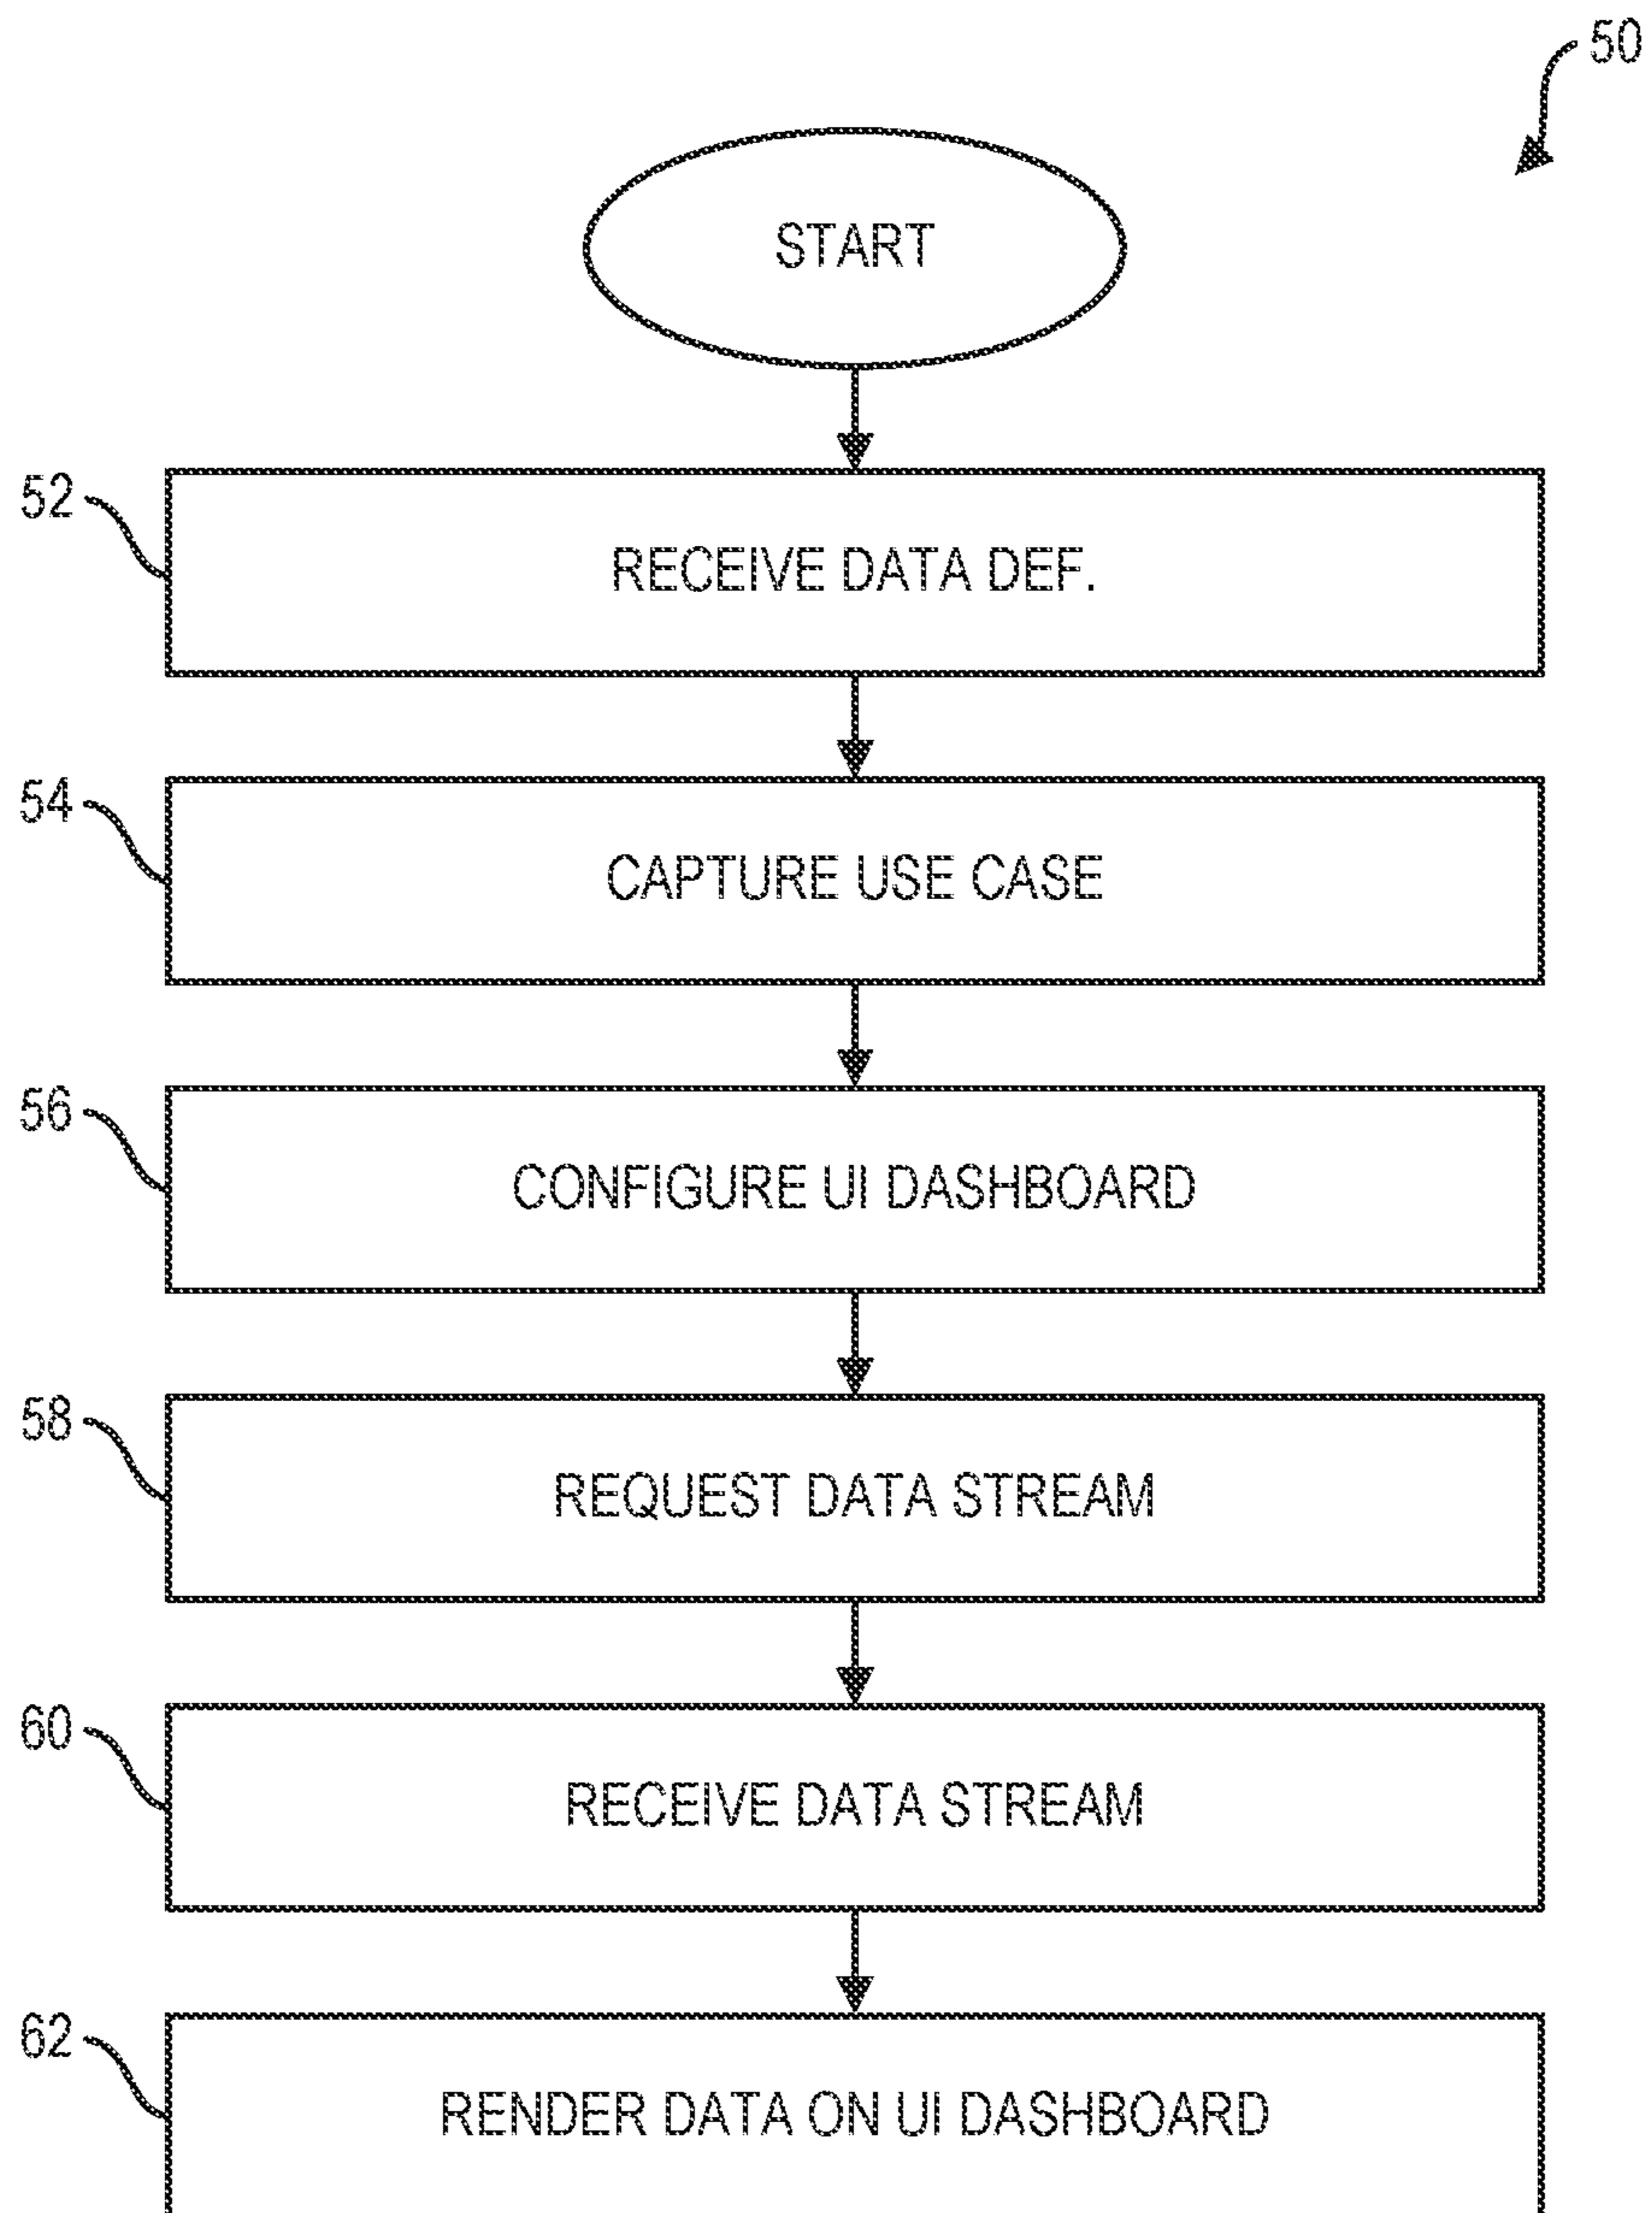 50
START
52
RECEIVE DATA DEF.
54
CAPTURE USE CASE
56
CONFIGURE UI DASHBOARD
58
REQUEST DATA STREAM
60
RECEIVE DATA STREAM
62
RENDER DATA ON UI DASHBOARD